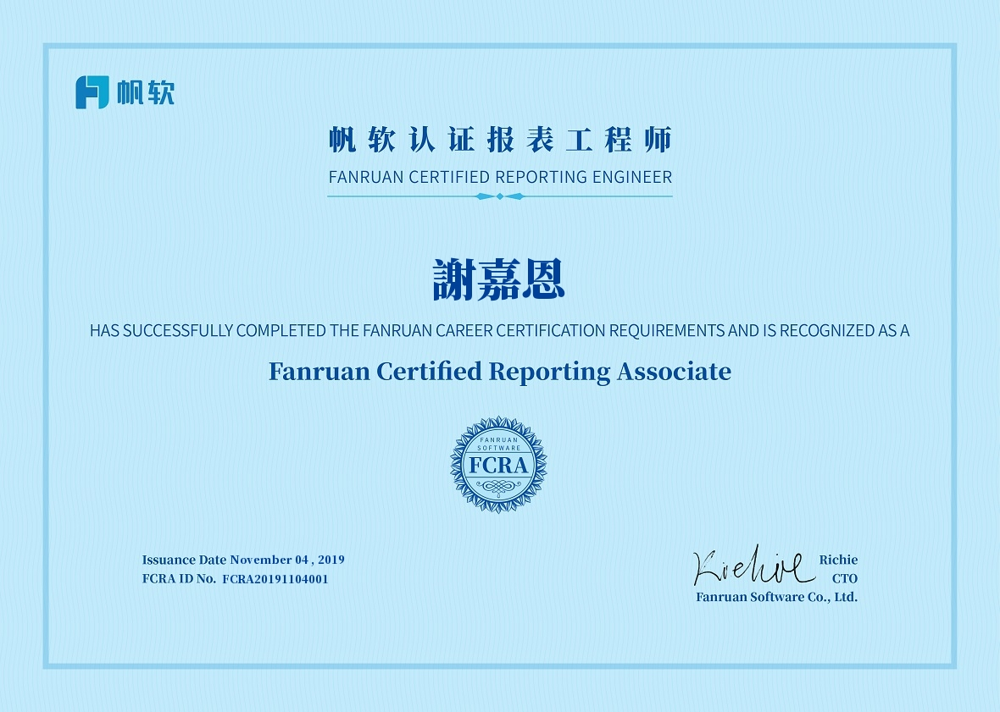 帆软
帆软认证报表工程师
FANRUAN CERTIFIED REPORTING ENGINEER
謝嘉恩
HAS SUCCESSFULLY COMPLETED THE FANRUAN CAREER CERTIFICATION REQUIREMENTS AND IS RECOGNIZED AS A
Fanruan Certified Reporting Associate
FANRUAN
SOFTWARE
FCRA
Issuance Date November 04 , 2019
FCRA ID No. FCRA20191104001
Richie
Richie
CTO
Fanruan Software Co., Ltd.